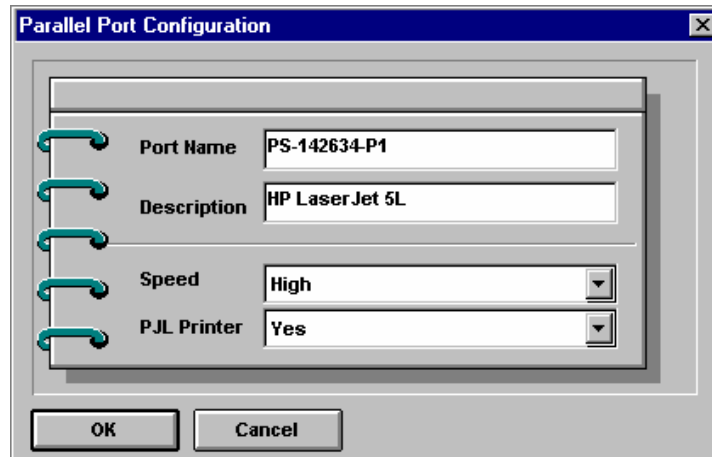 Parallel Port Configuration
Port Name PS-142634-P1
Description HP LaserJet 5L
Speed High
PJL Printer Yes
OK Cancel